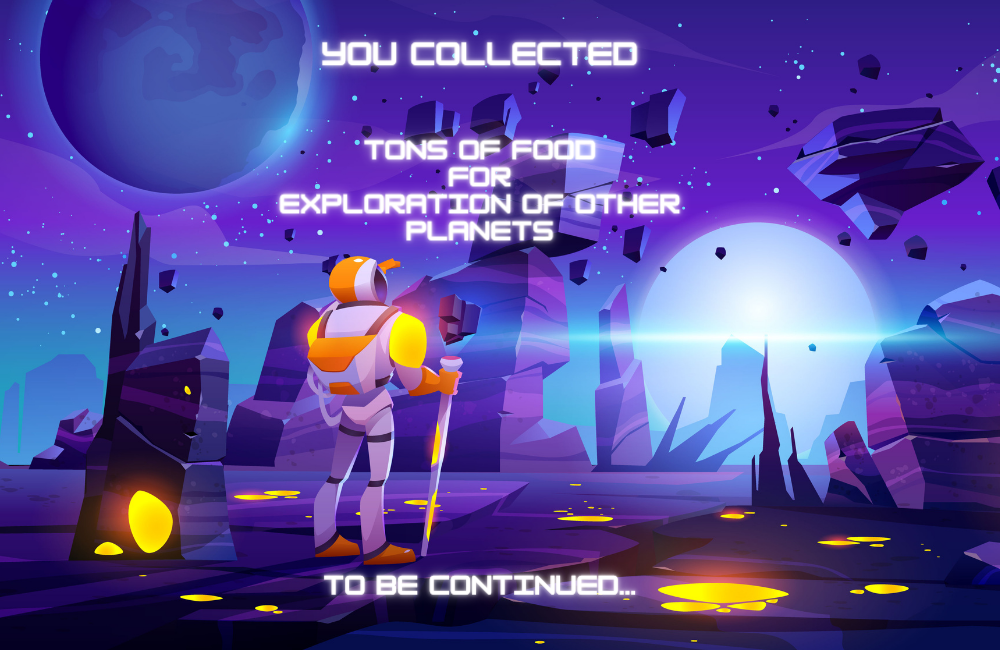 YOU COLLECTED
TONS OF FOOD
FOR
EXPLORATION OF OTHER
PLANETS
TO BE CONTINUED...